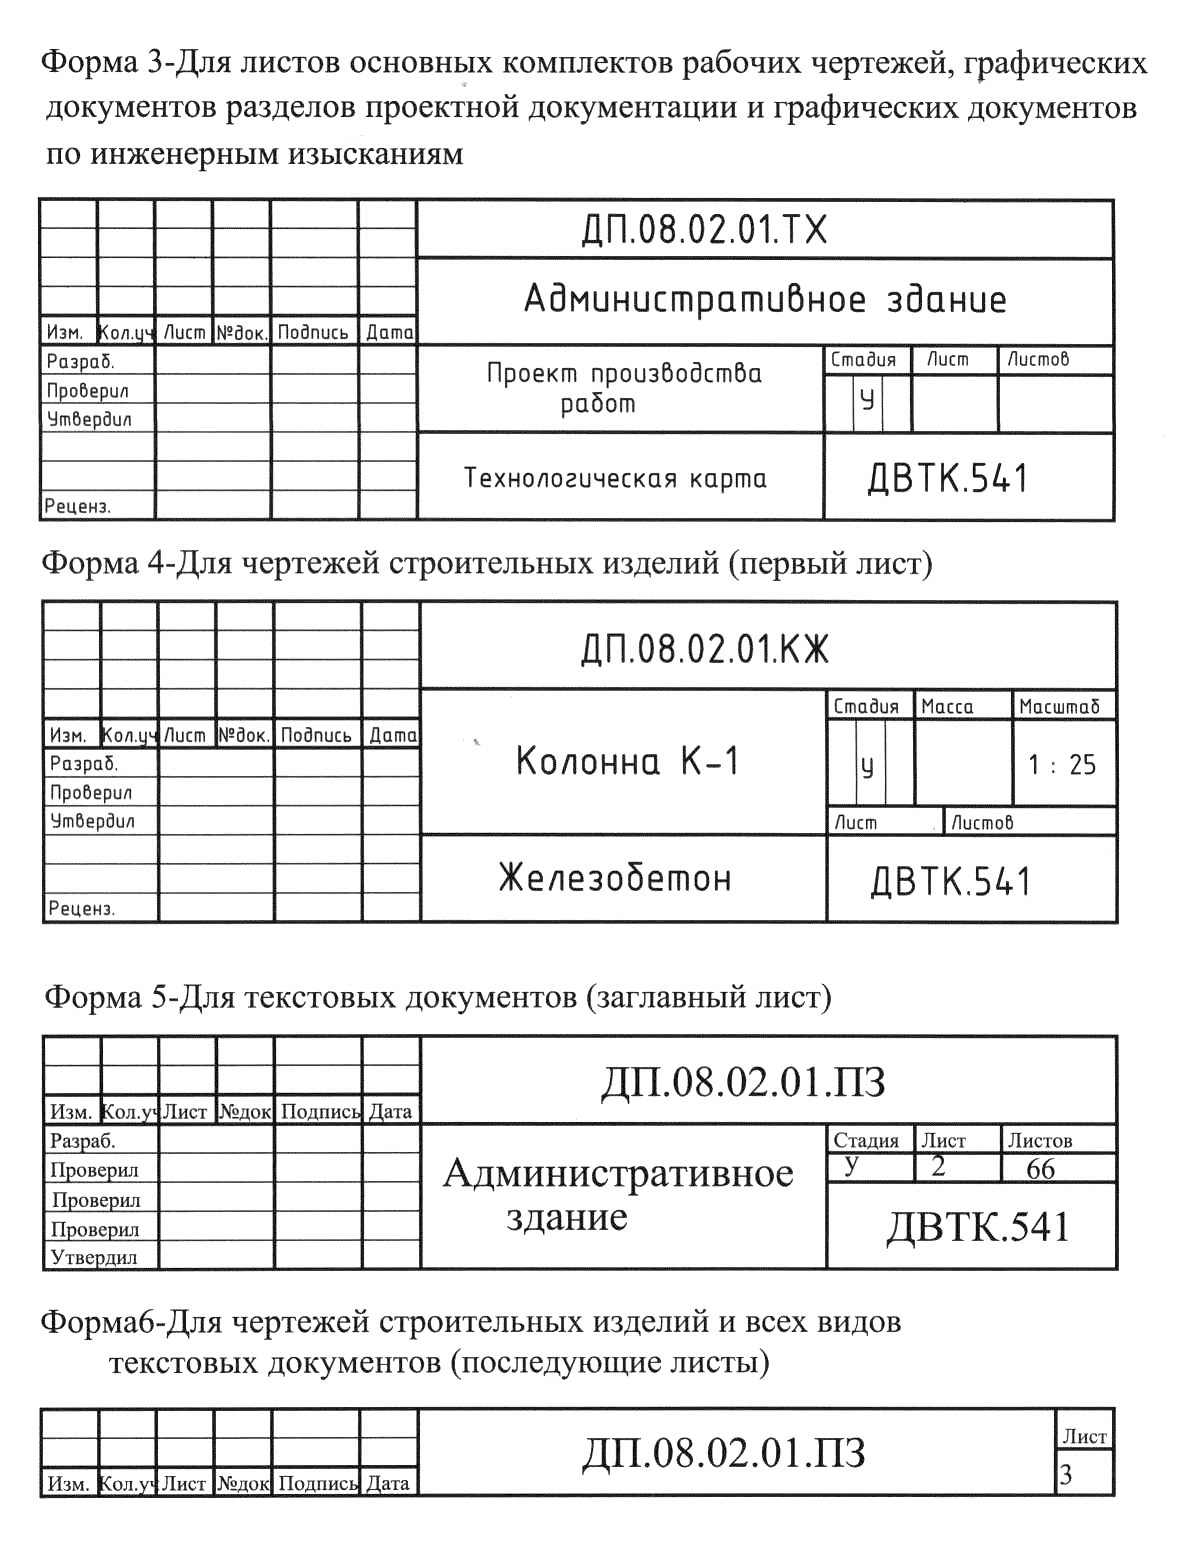 Форма 3-Для листов основных комплектов рабочих чертежей, графических
документов разделов проектной документации и графических документов
по инженерным изысканиям
ДП.08.02.01.ТХ
Административное здание
Изм. Кол.уч Лист №док. Подпись Дата
Разраб.
Проверил
Утвердил
Реценз.
Проект производства
работ
Стадия Лист Листов
У
Технологическая карта
ДВТК.541
Форма 4-Для чертежей строительных изделий (первый лист)
ДП.08.02.01.КЖ
Изм. Кол.уч Лист №док. Подпись Дата
Разраб.
Проверил
Утвердил
Реценз.
Колонна К-1
Стадия Масса Масштаб
У 1 : 25
Лист Листов
Железобетон
ДВТК.541
Форма 5-Для текстовых документов (заглавный лист)
ДП.08.02.01.ПЗ
Изм. Кол.уч Лист №док Подпись Дата
Разраб.
Проверил
Проверил
Проверил
Утвердил
Административное
здание
Стадия Лист Листов
У 2 66
ДВТК.541
Форма6-Для чертежей строительных изделий и всех видов
текстовых документов (последующие листы)
ДП.08.02.01.ПЗ
Изм. Кол.уч Лист №док Подпись Дата
Лист
3